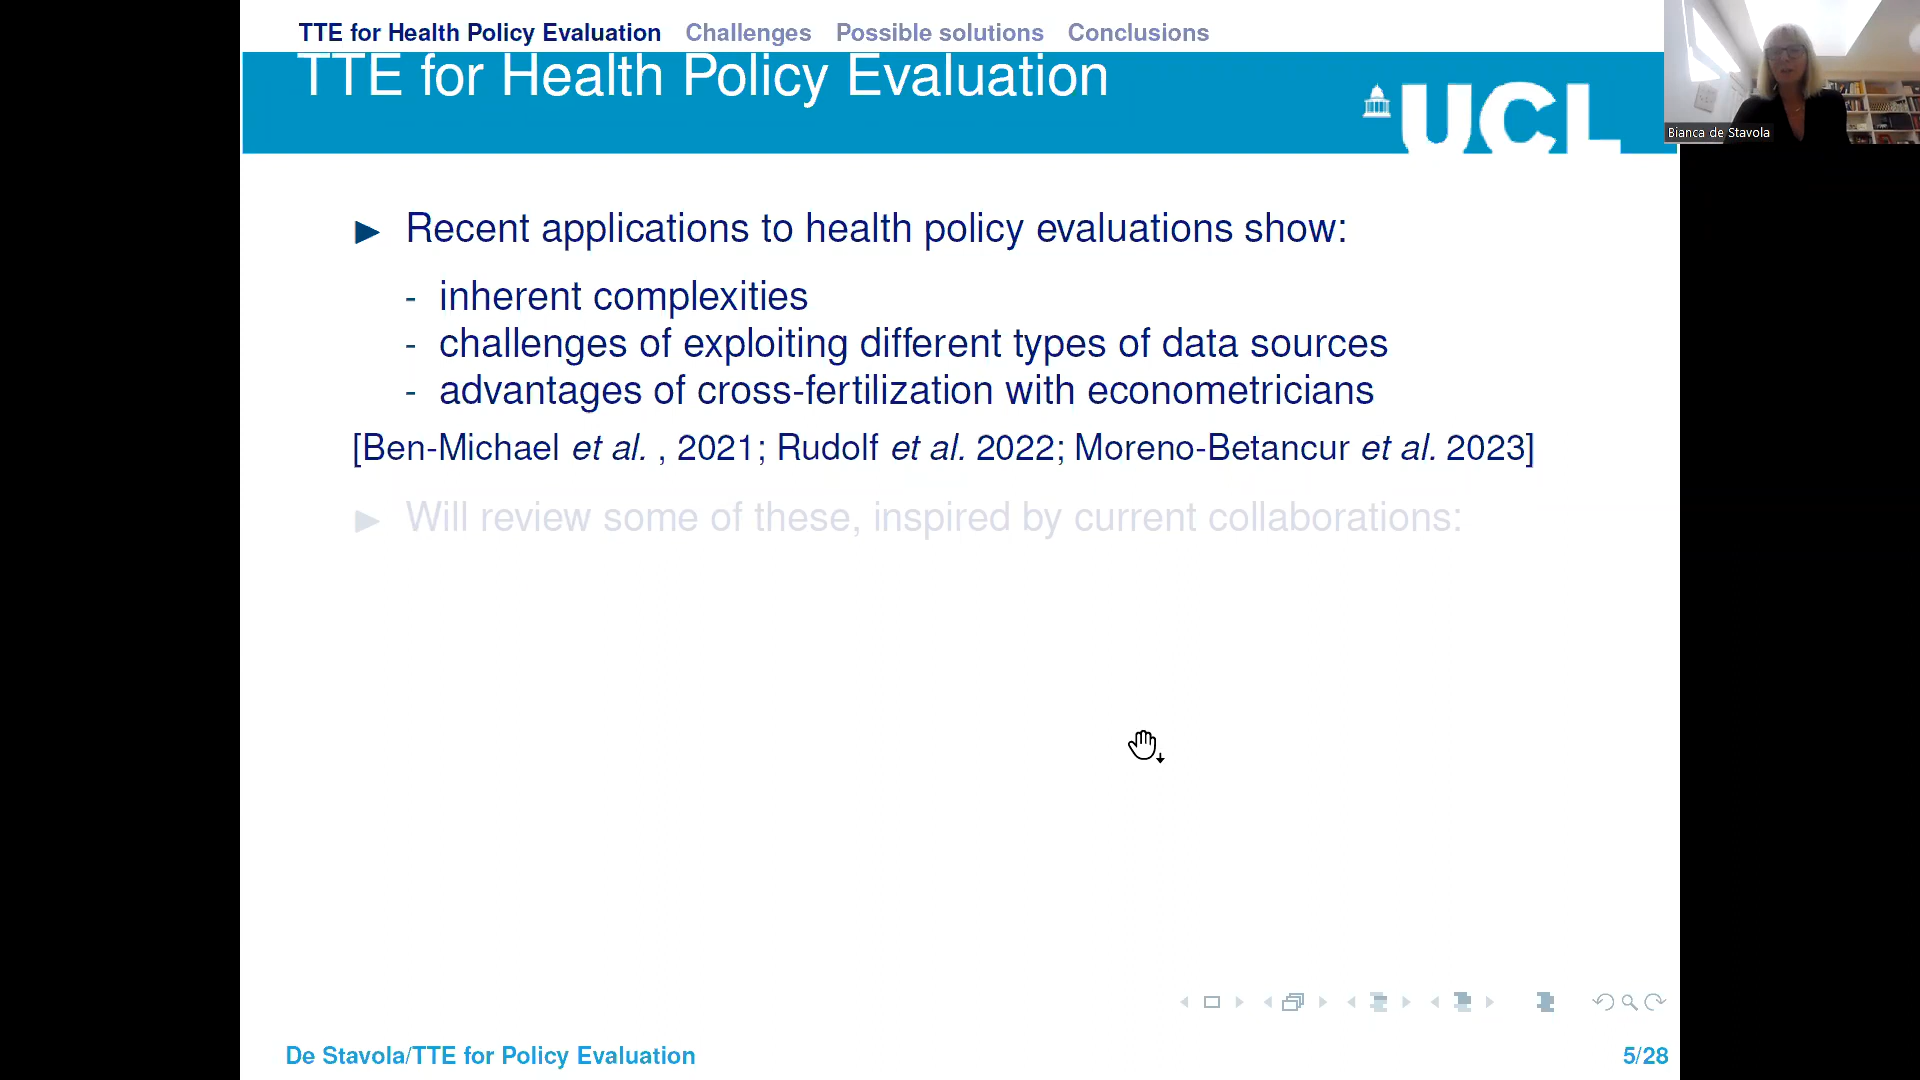 TTE for Health Policy Evaluation Challenges Possible solutions Conclusions
TTE for Health Policy Evaluation
UCL
Bianca de Stavola
Recent applications to health policy evaluations show:
- inherent complexities
- challenges of exploiting different types of data sources
- advantages of cross-fertilization with econometricians
[Ben-Michael et al. , 2021; Rudolf et al. 2022; Moreno-Betancur et al. 2023]
Will review some of these, inspired by current collaborations:
De Stavola/TTE for Policy Evaluation
5/28